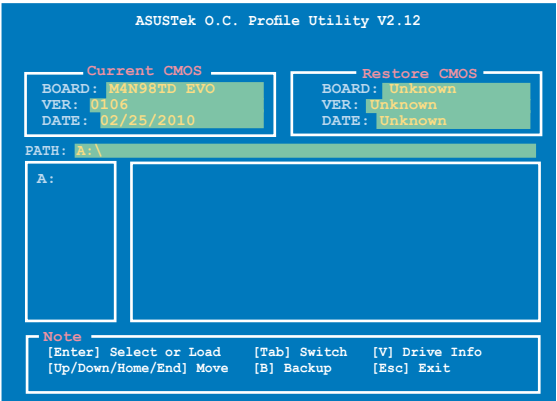 ASUSTek O.C. Profile Utility V2.12
Current CMOS
BOARD: M4N98TD EVO
VER: 0106
DATE: 02/25/2010
Restore CMOS
BOARD: Unknown
VER: Unknown
DATE: Unknown
PATH: A:\
A:
Note
[Enter] Select or Load [Tab] Switch [V] Drive Info
[Up/Down/Home/End] Move [B] Backup [Esc] Exit